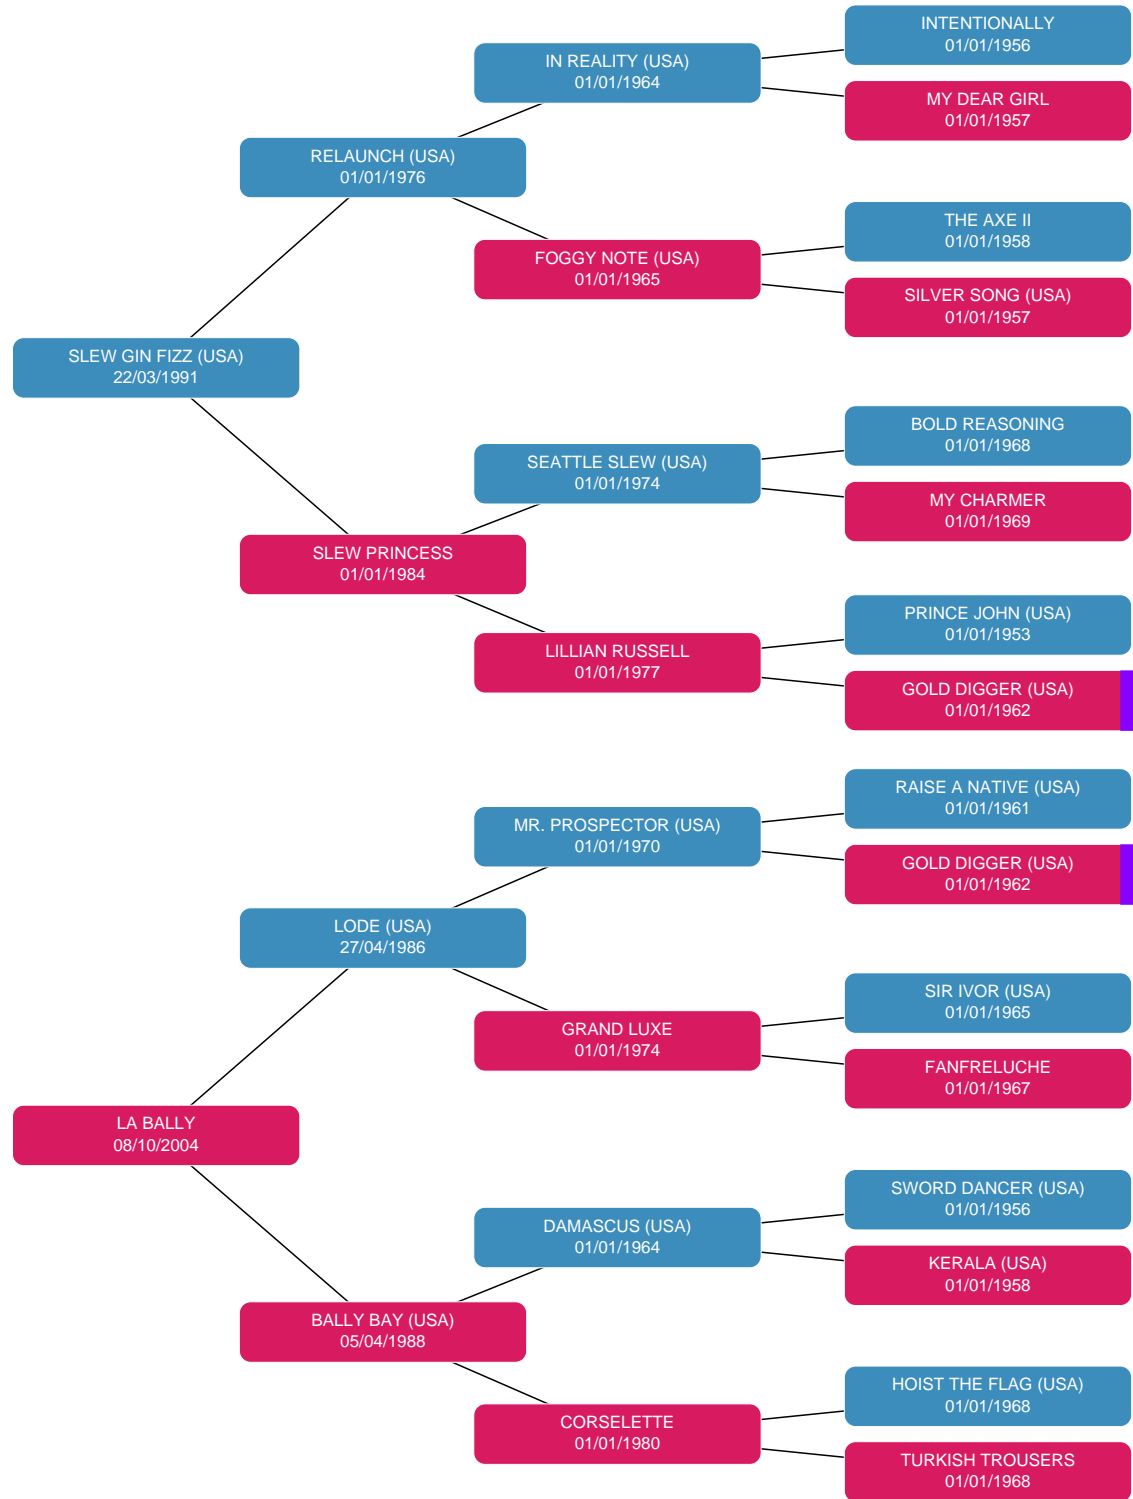 INTENTIONALLY
01/01/1956
IN REALITY (USA)
01/01/1964
MY DEAR GIRL
01/01/1957
RELAUNCH (USA)
01/01/1976
THE AXE II
01/01/1958
FOGGY NOTE (USA)
01/01/1965
SILVER SONG (USA)
01/01/1957
SLEW GIN FIZZ (USA)
22/03/1991
BOLD REASONING
01/01/1968
SEATTLE SLEW (USA)
01/01/1974
MY CHARMER
01/01/1969
SLEW PRINCESS
01/01/1984
PRINCE JOHN (USA)
01/01/1953
LILLIAN RUSSELL
01/01/1977
GOLD DIGGER (USA)
01/01/1962
RAISE A NATIVE (USA)
01/01/1961
MR. PROSPECTOR (USA)
01/01/1970
GOLD DIGGER (USA)
01/01/1962
LODE (USA)
27/04/1986
SIR IVOR (USA)
01/01/1965
GRAND LUXE
01/01/1974
FANFRELUCHE
01/01/1967
LA BALLY
08/10/2004
SWORD DANCER (USA)
01/01/1956
DAMASCUS (USA)
01/01/1964
KERALA (USA)
01/01/1958
BALLY BAY (USA)
05/04/1988
HOIST THE FLAG (USA)
01/01/1968
CORSELETTE
01/01/1980
TURKISH TROUSERS
01/01/1968